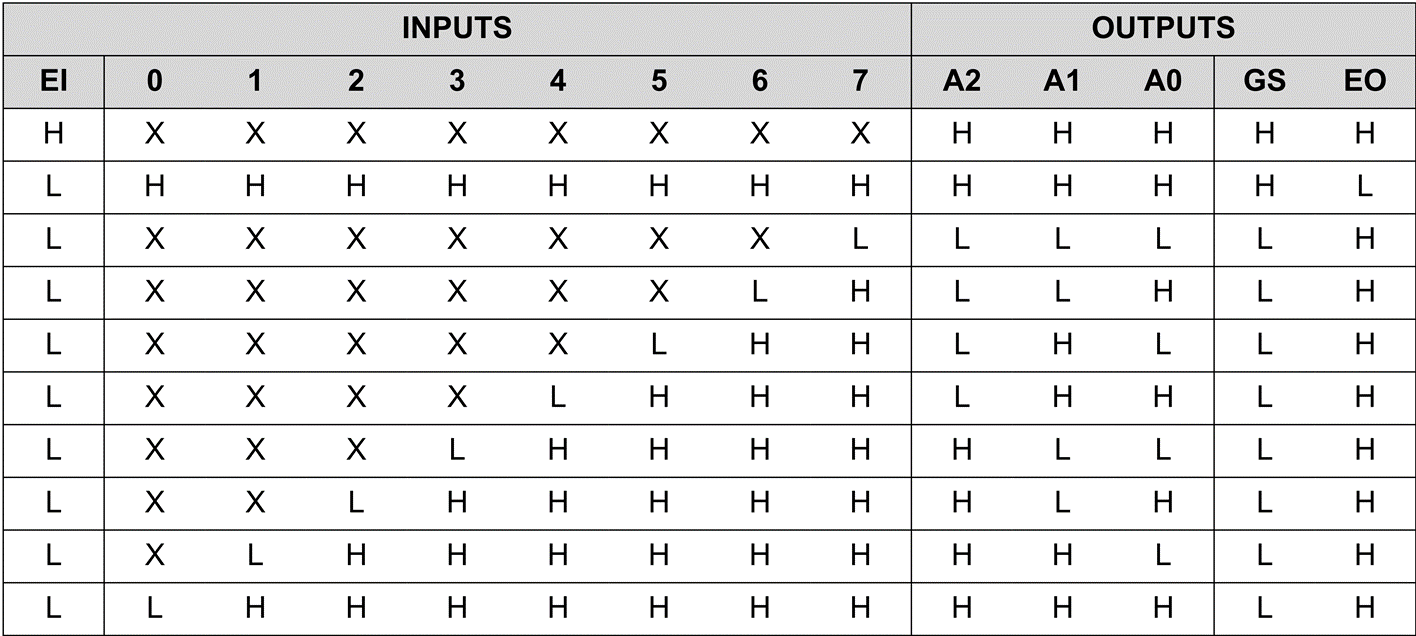 INPUTS OUTPUTS
EI 0 1 2 3 4 5 6 7 A2 A1 A0 GS EO
H X X X X X X X X H H H H H
L H H H H H H H H H H H H L
L X X X X X X X L L L L L H
L X X X X X X L H L L H L H
L X X X X X L H H L H L L H
L X X X X L H H H L H H L H
L X X X L H H H H H L L L H
L X X L H H H H H H L H L H
L X L H H H H H H H H L L H
L L H H H H H H H H H H L H